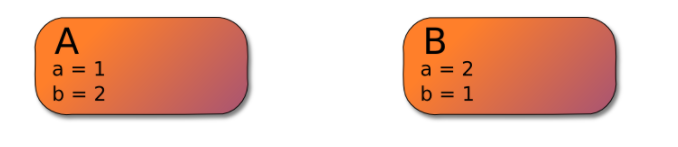 A
a = 1
b = 2
B
a = 2
b = 1